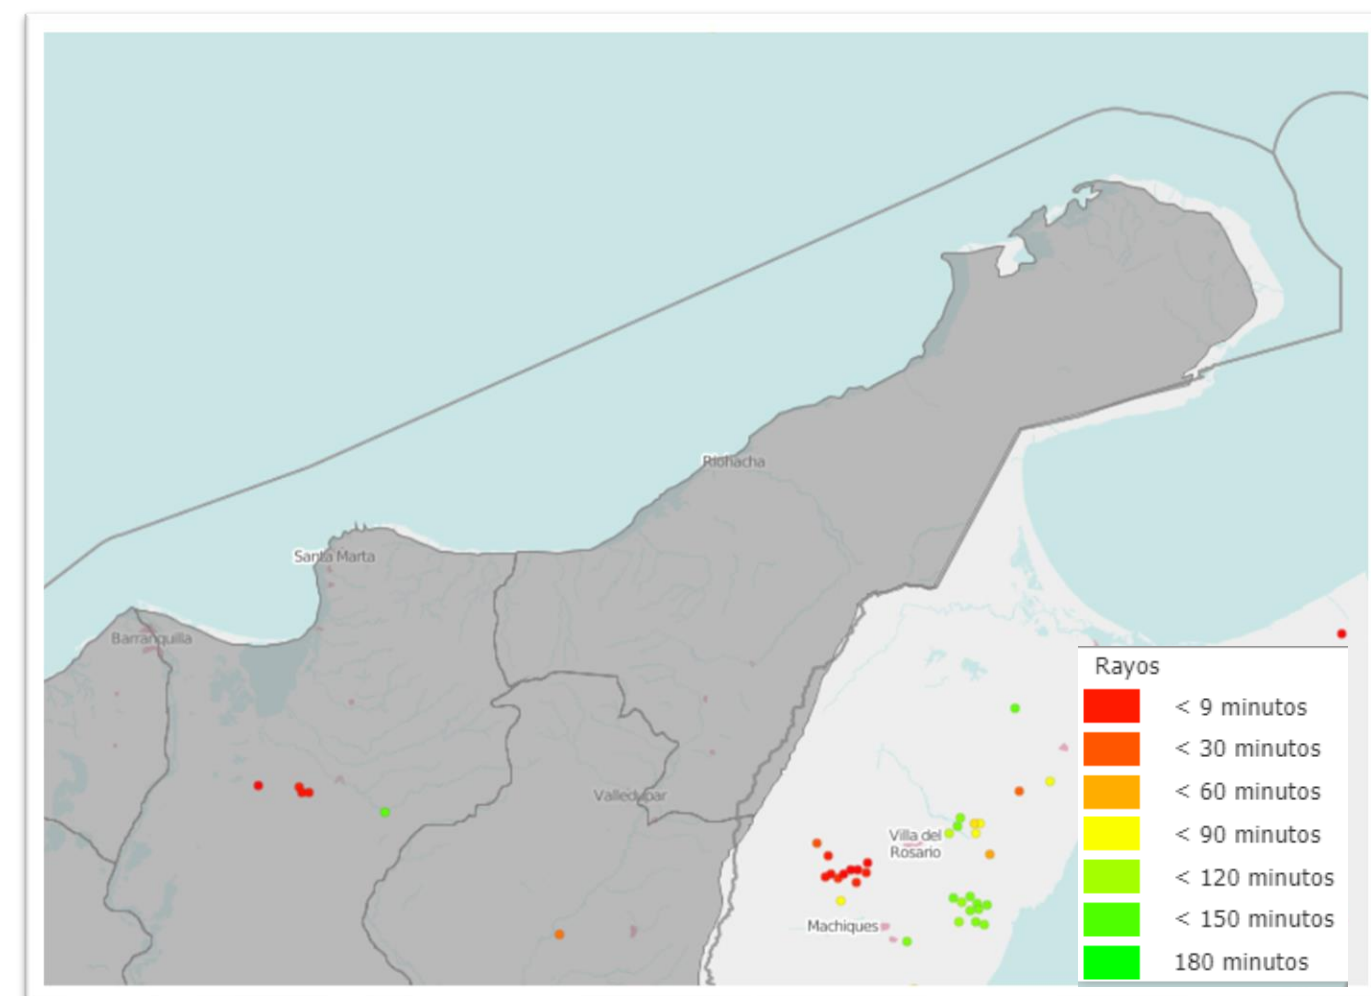 Riohacha
Santa Marta
Barranquilla
Valledupar
Villa del
Rosario
Machiques
Rayos
< 9 minutos
< 30 minutos
< 60 minutos
< 90 minutos
< 120 minutos
< 150 minutos
180 minutos